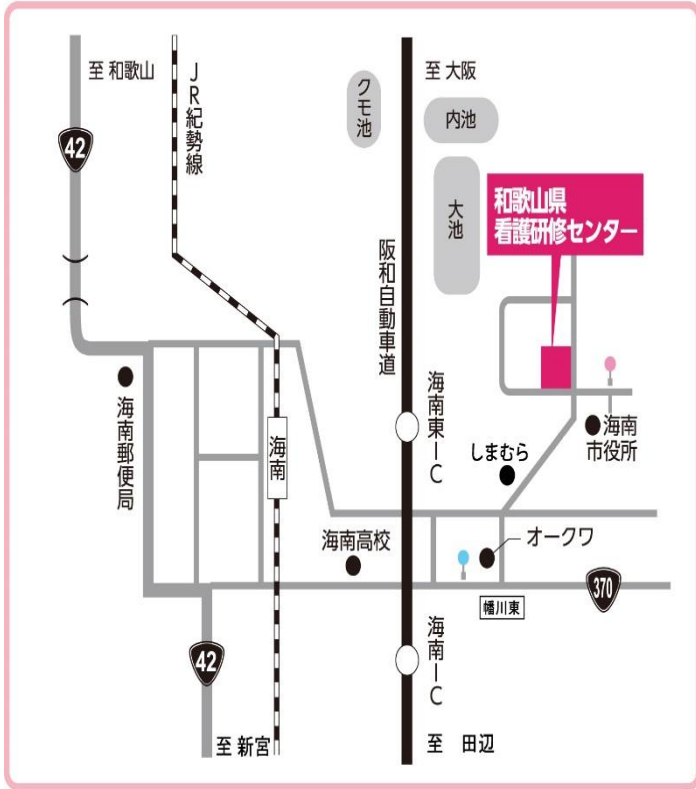 至 和歌山
JR紀勢線
42
クモ池
至 大阪
内池
大池
和歌山県
看護研修センター
阪和自動車道
海南郵便局
海南
海南東IC
しまむら
海南
市役所
海南高校
オークワ
370
幡川東
42
海南IC
至 新宮
至 田辺